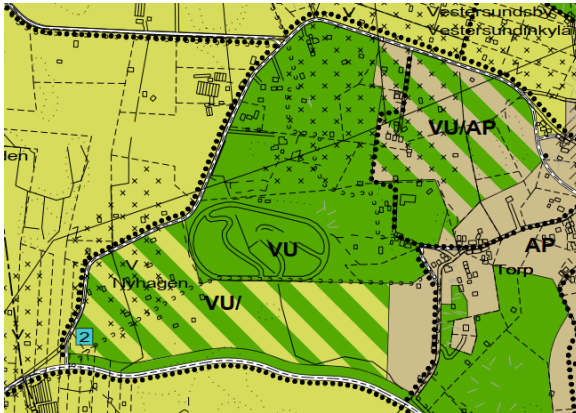 Vestersundsby
Vestersundinkylä
VU/AP
den
VU
AP
Torp
Nyhagen
VU/
2